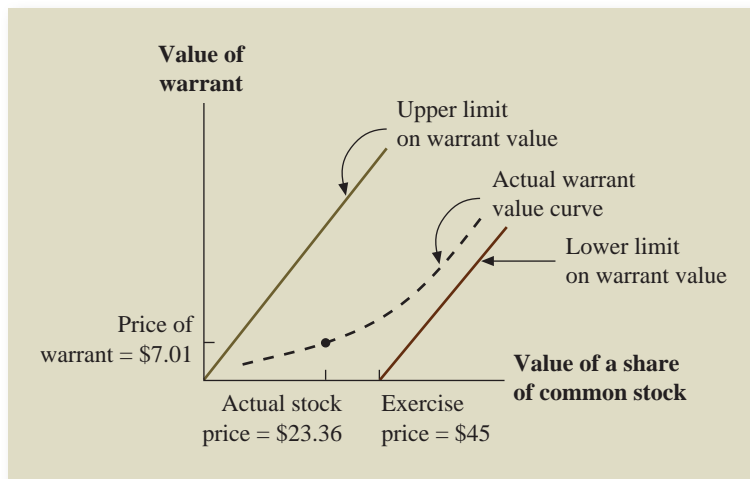 Value of
warrant
Upper limit
on warrant value
Actual warrant
value curve
Lower limit
on warrant value
Price of
warrant = $7.01
Value of a share
of common stock
Actual stock
price = $23.36
Exercise
price = $45